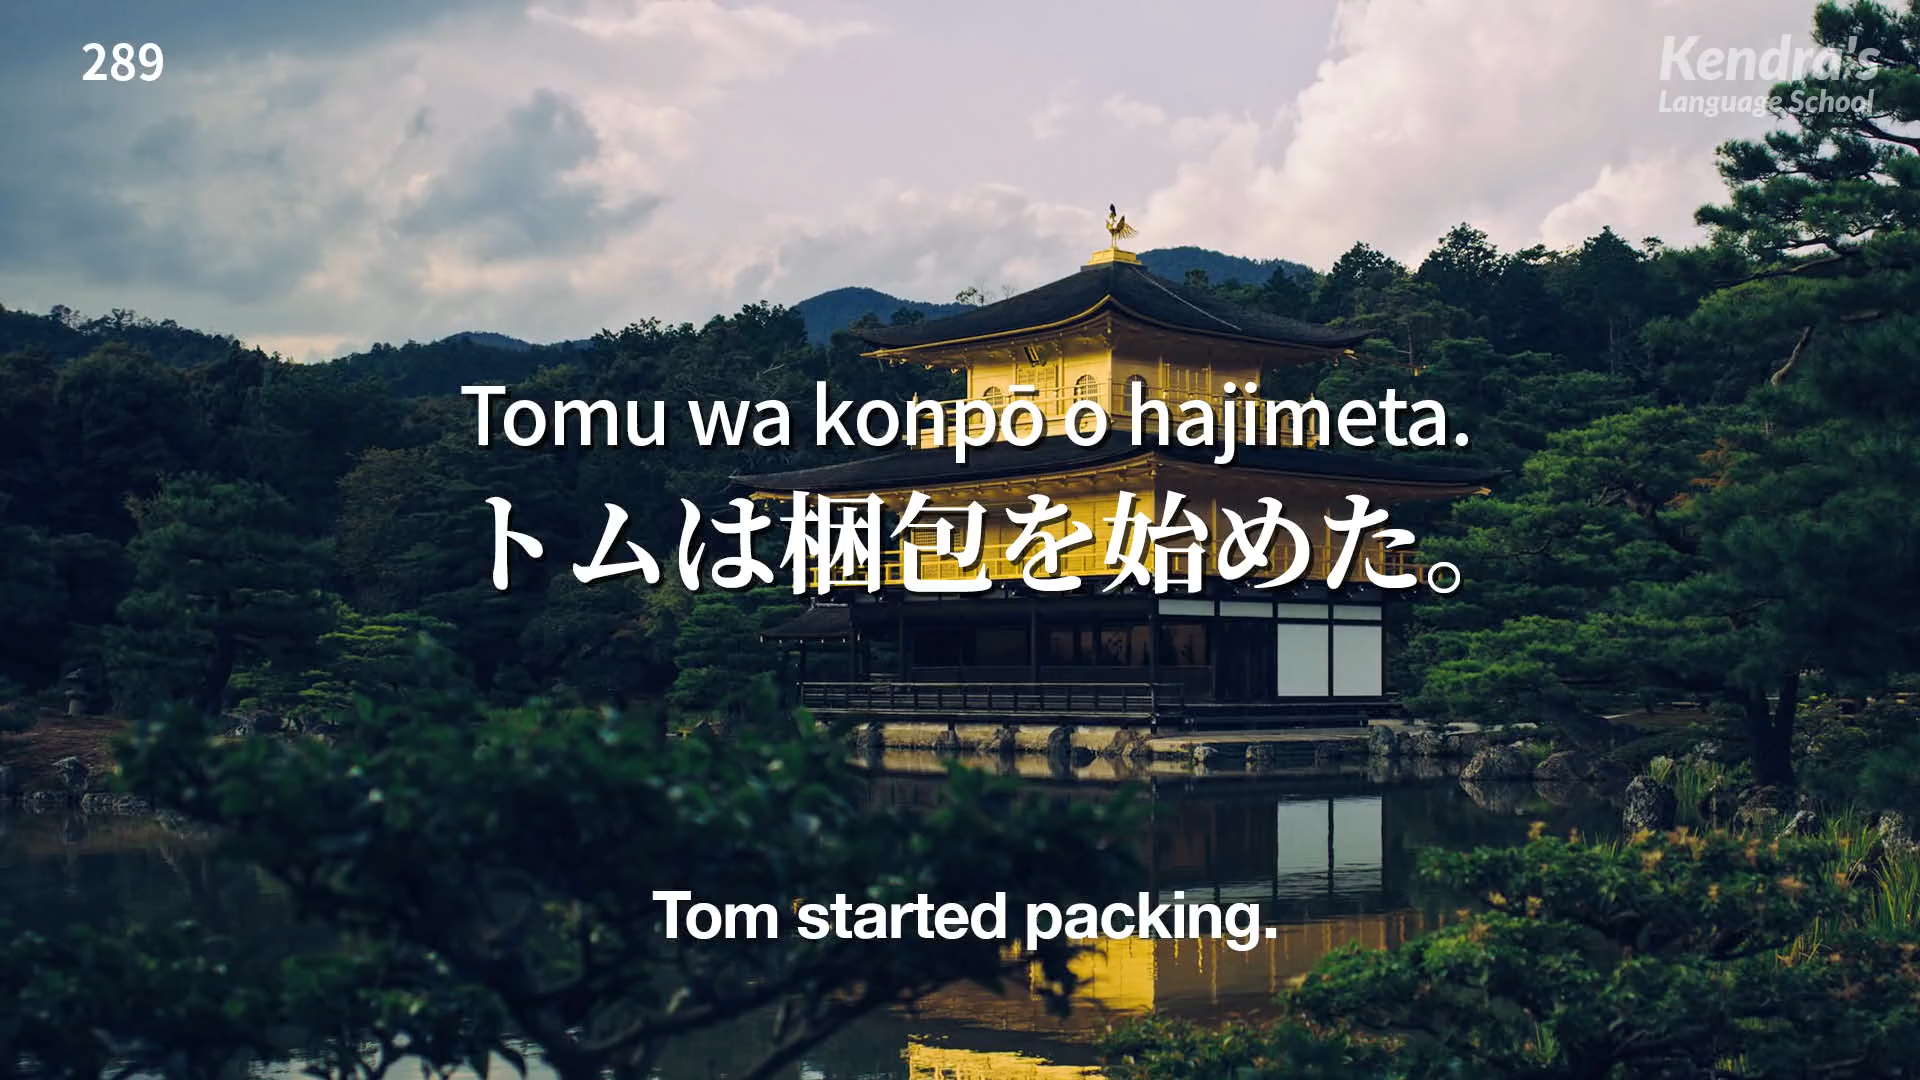 289
Kendra's
Language School
Tomu wa konpō o hajimeta.
トムは梱包を始めた。
Tom started packing.